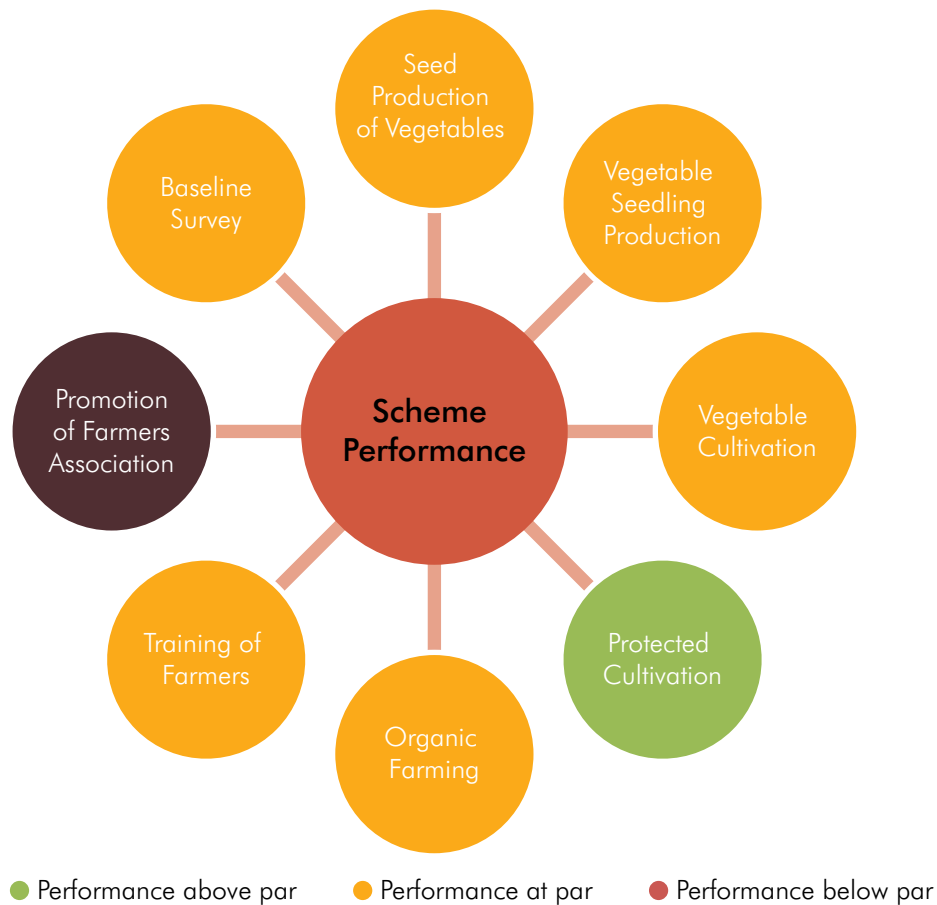 Seed
Production
of Vegetables
Vegetable
Seedling
Production
Baseline
Survey
Promotion
of Farmers
Association
Scheme
Performance
Vegetable
Cultivation
Training of
Farmers
Protected
Cultivation
Organic
Farming
Performance above par
Performance at par
Performance below par